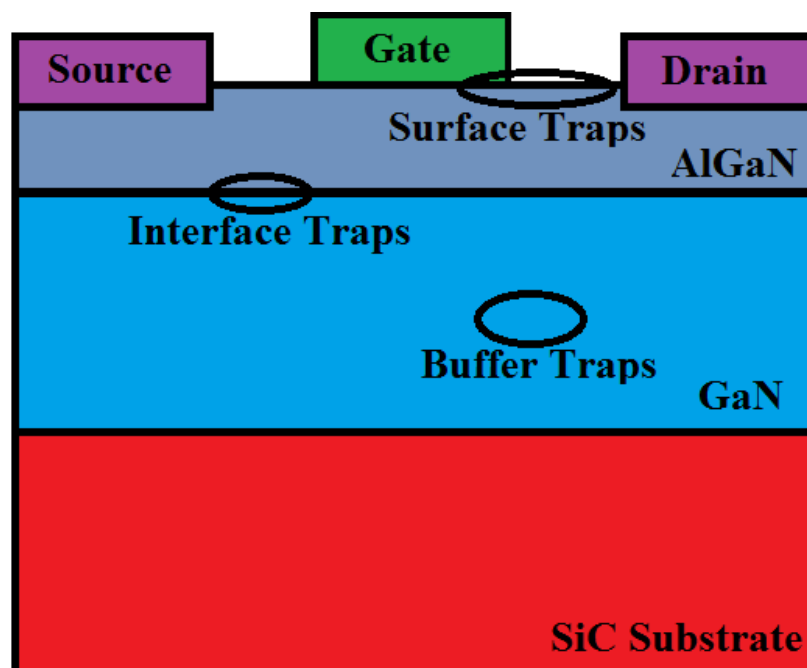 Source
Gate
Drain
Surface Traps
AlGaN
Interface Traps
Buffer Traps
GaN
SiC Substrate